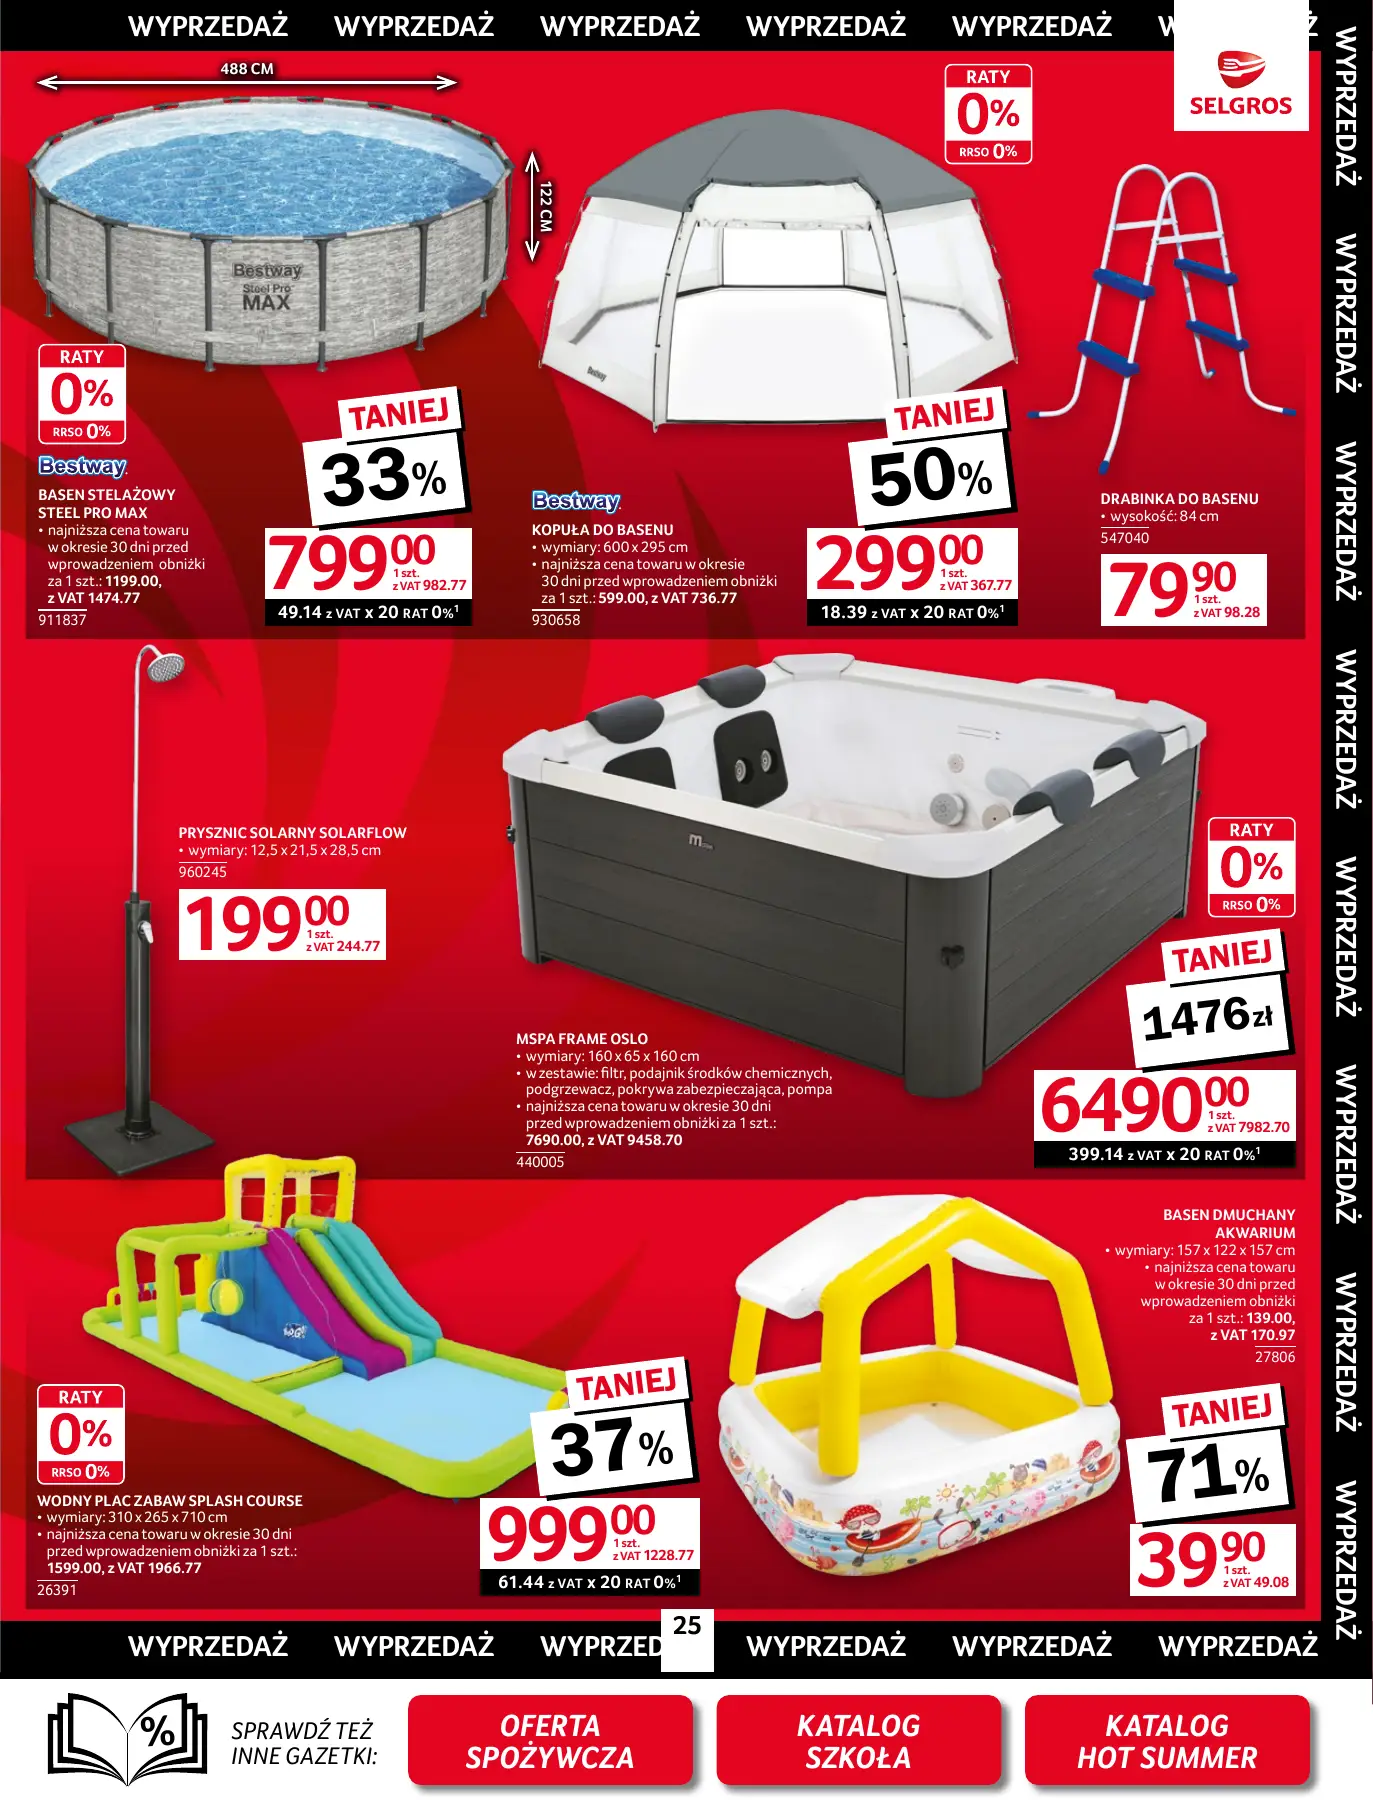 WYPRZEDAŻ WYPRZEDAŻ WYPRZEDAŻ WYPRZEDAŻ WYPRZEDAŻ
SELGROS
488 CM
122 CM
Bestway
Steel Pro
MAX
RATY
0%
RRSO 0%
Bestway
BASEN STELAŻOWY
STEEL PRO MAX
• najniższa cena towaru
w okresie 30 dni przed
wprowadzeniem obniżki
za 1 szt.: 1199.00,
z VAT 1474.77
911837
TANIEJ
33%
799 00
1 szt.
z VAT 982.77
49.14 z VAT x 20 RAT 0%¹
RATY
0%
RRSO 0%
Bestway
Bestway
KOPUŁA DO BASENU
• wymiary: 600 x 295 cm
• najniższa cena towaru w okresie
30 dni przed wprowadzeniem obniżki
za 1 szt.: 599.00, z VAT 736.77
930658
TANIEJ
50%
299 00
1 szt.
z VAT 367.77
18.39 z VAT x 20 RAT 0%¹
DRABINKA DO BASENU
• wysokość: 84 cm
547040
79 90
1 szt.
z VAT 98.28
PRYSZNIC SOLARNY SOLARFLOW
• wymiary: 12,5 x 21,5 x 28,5 cm
960245
199 00
1 szt.
z VAT 244.77
MSPA FRAME OSLO
• wymiary: 160 x 65 x 160 cm
• w zestawie: filtr, podajnik środków chemicznych,
podgrzewacz, pokrywa zabezpieczająca, pompa
• najniższa cena towaru w okresie 30 dni
przed wprowadzeniem obniżki za 1 szt.:
7690.00, z VAT 9458.70
440005
RATY
0%
RRSO 0%
TANIEJ
1476zł
6490 00
1 szt.
z VAT 7982.70
399.14 z VAT x 20 RAT 0%¹
RATY
0%
RRSO 0%
WODNY PLAC ZABAW SPLASH COURSE
• wymiary: 310 x 265 x 710 cm
• najniższa cena towaru w okresie 30 dni
przed wprowadzeniem obniżki za 1 szt.:
1599.00, z VAT 1966.77
26391
TANIEJ
37%
999 00
1 szt.
z VAT 1228.77
61.44 z VAT x 20 RAT 0%¹
BASEN DMUCHANY
AKWARIUM
• wymiary: 157 x 122 x 157 cm
• najniższa cena towaru
w okresie 30 dni przed
wprowadzeniem obniżki
za 1 szt.: 139.00,
z VAT 170.97
27806
TANIEJ
71%
39 90
1 szt.
z VAT 49.08
WYPRZEDAŻ WYPRZEDAŻ WYPRZEDAŻ WYPRZEDAŻ WYPRZEDAŻ WYPRZEDAŻ WYPRZEDAŻ WYPRZEDAŻ
WYPRZEDAŻ WYPRZEDAŻ WYPRZED WYPRZEDAŻ WYPRZEDAŻ WYPRZEDAŻ
25
%
SPRAWDŹ TEŻ
INNE GAZETKI:
OFERTA
SPOŻYWCZA
KATALOG
SZKOŁA
KATALOG
HOT SUMMER